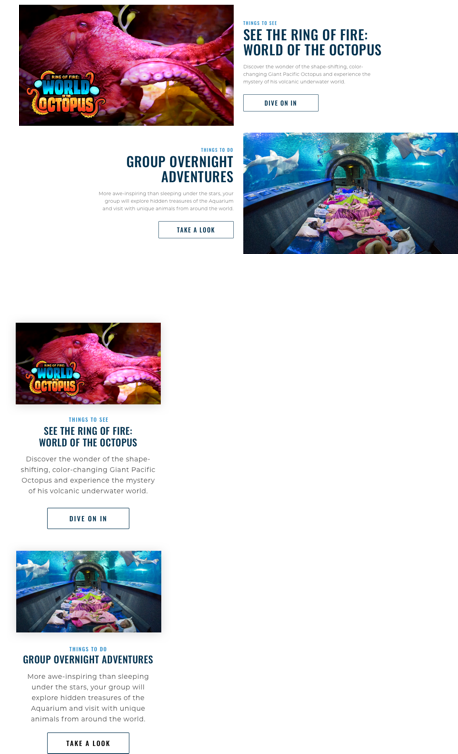 RING OF FIRE:
WORLD
OF THE
OCTOPUS
THINGS TO SEE
SEE THE RING OF FIRE:
WORLD OF THE OCTOPUS
Discover the wonder of the shape-shifting, color-
changing Giant Pacific Octopus and experience the
mystery of his volcanic underwater world.
DIVE ON IN
THINGS TO DO
GROUP OVERNIGHT
ADVENTURES
More awe-inspiring than sleeping under the stars, your
group will explore hidden treasures of the Aquarium
and visit with unique animals from around the world.
TAKE A LOOK
RING OF FIRE:
WORLD
OF THE
OCTOPUS
THINGS TO SEE
SEE THE RING OF FIRE:
WORLD OF THE OCTOPUS
Discover the wonder of the shape-
shifting, color-changing Giant Pacific
Octopus and experience the mystery
of his volcanic underwater world.
DIVE ON IN
THINGS TO DO
GROUP OVERNIGHT ADVENTURES
More awe-inspiring than sleeping
under the stars, your group will
explore hidden treasures of the
Aquarium and visit with unique
animals from around the world.
TAKE A LOOK